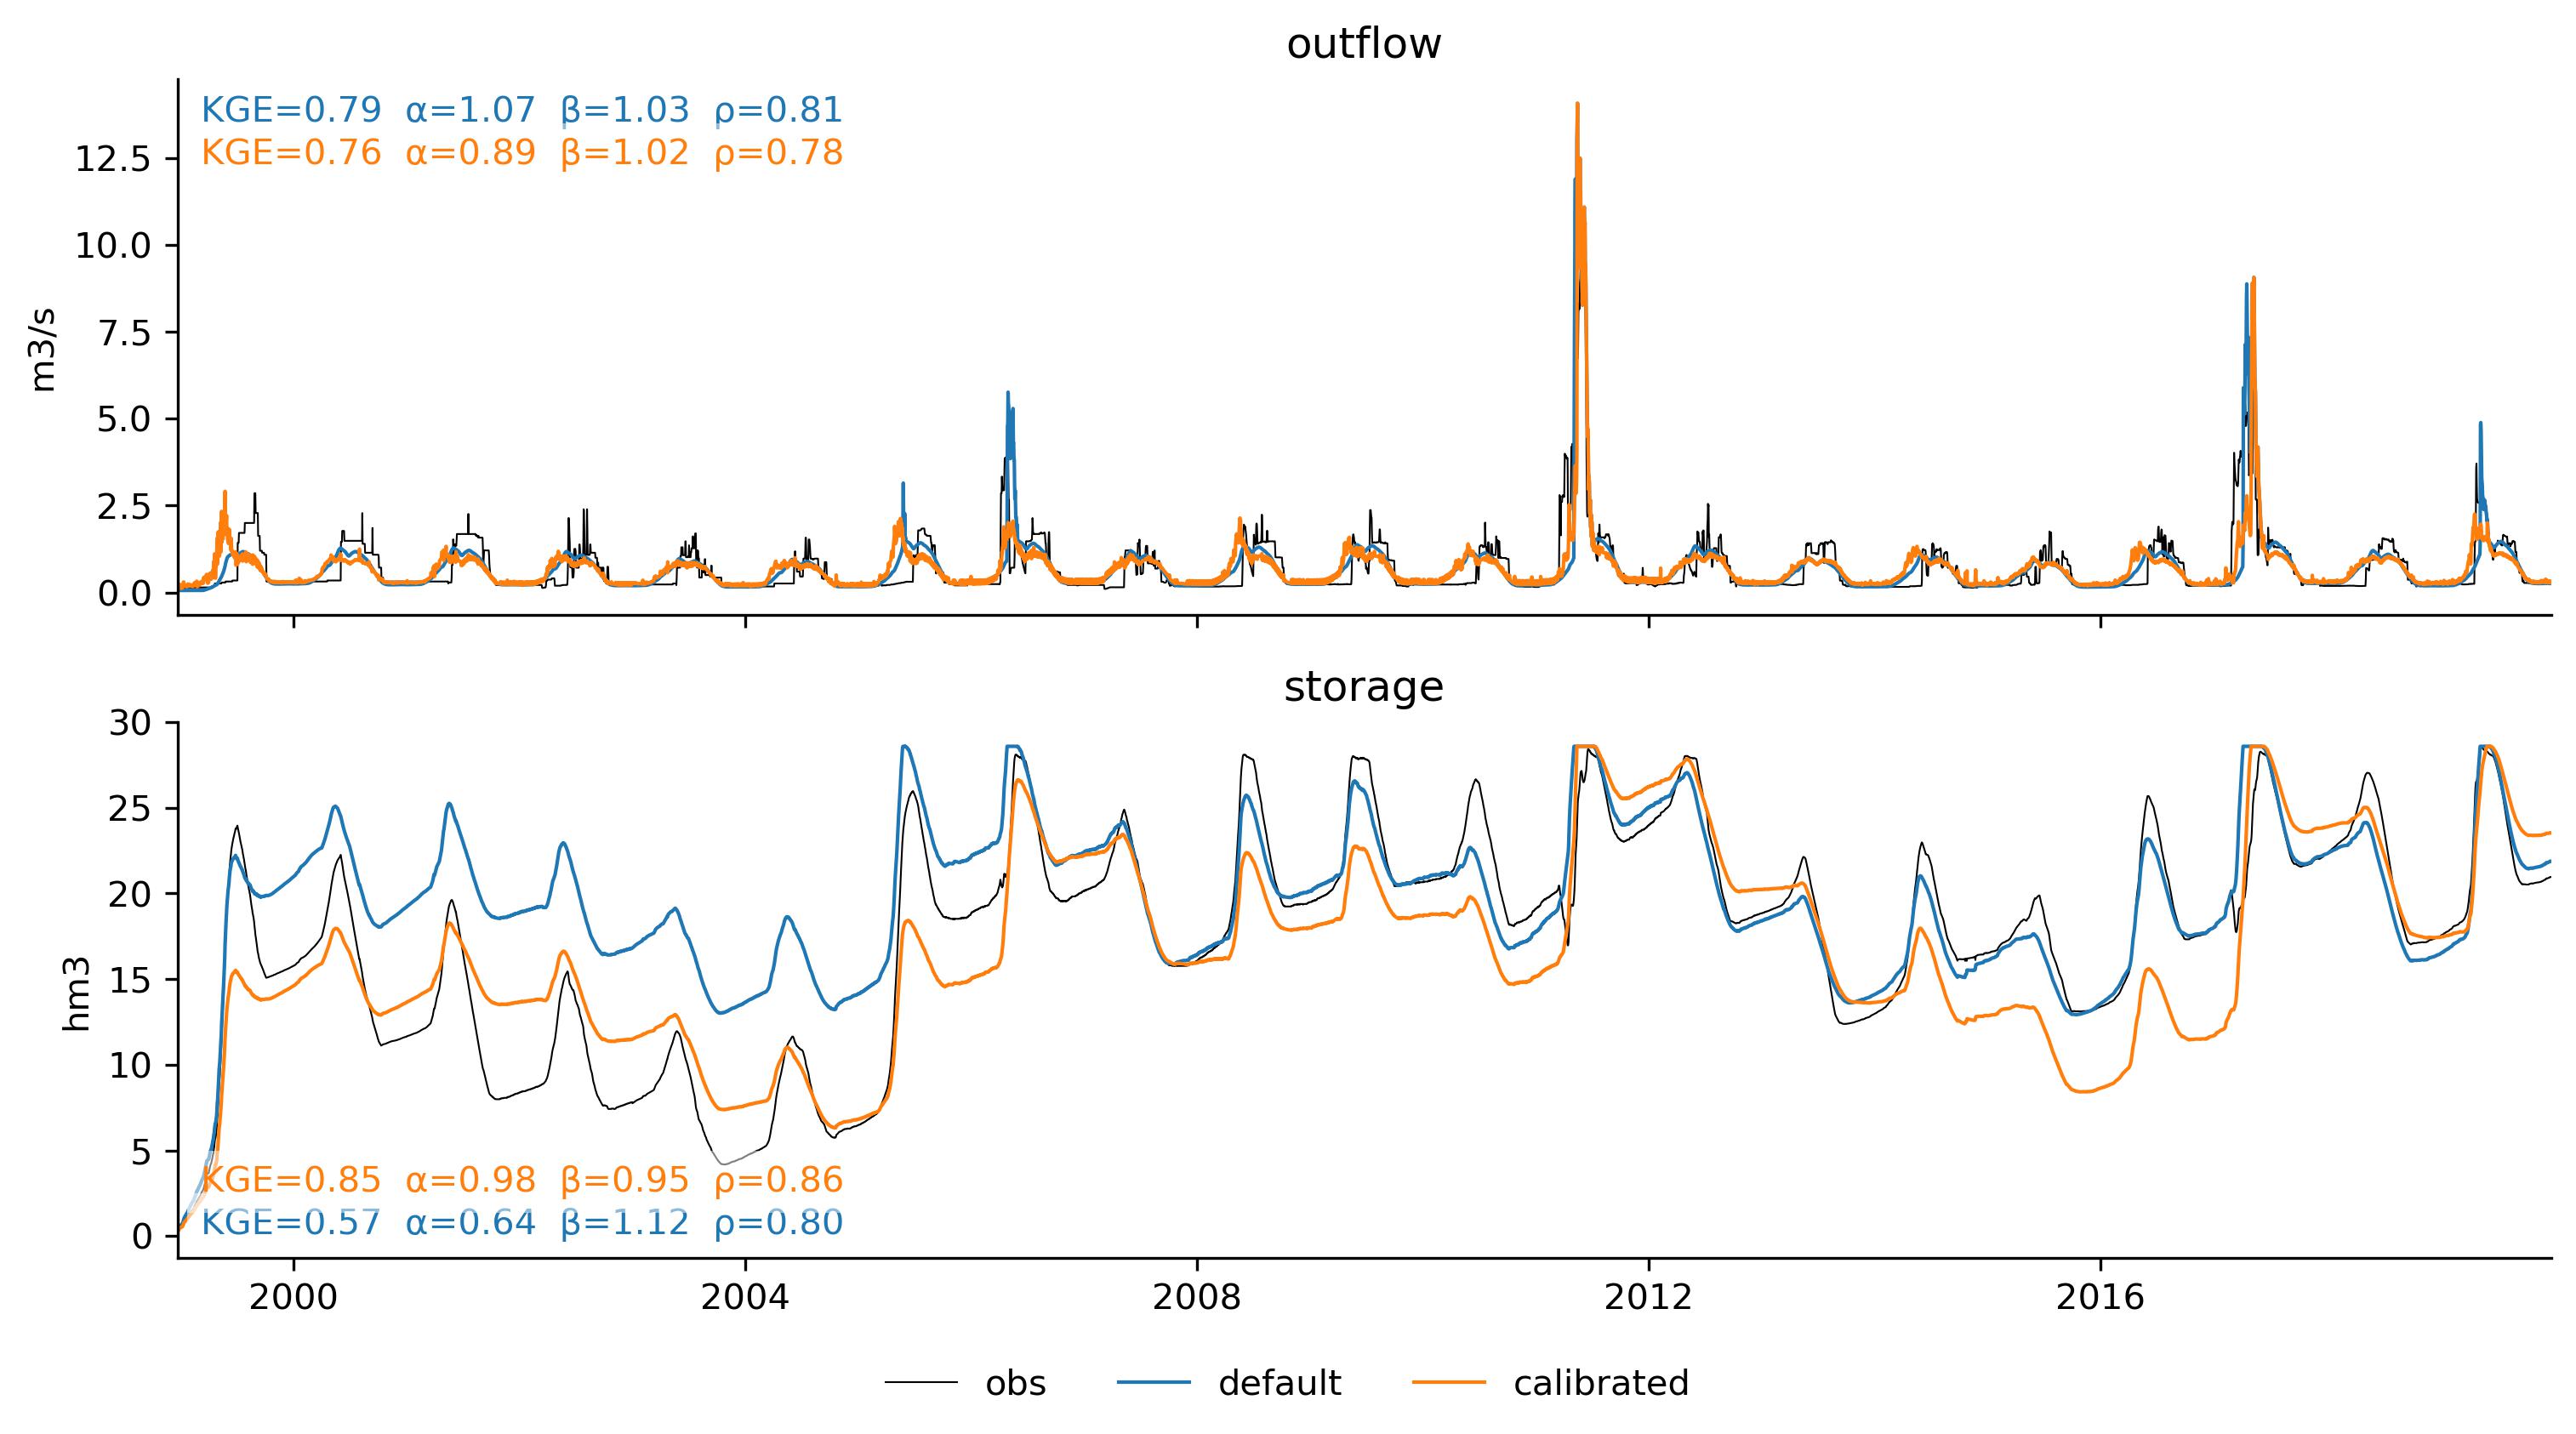 outflow
KGE=0.79 α=1.07 β=1.03 ρ=0.81
KGE=0.76 α=0.89 β=1.02 ρ=0.78
12.5
10.0
7.5
5.0
2.5
0.0
m3/s
storage
30
25
20
15
10
5
0
hm3
KGE=0.85 α=0.98 β=0.95 ρ=0.86
KGE=0.57 α=0.64 β=1.12 ρ=0.80
2000 2004 2008 2012 2016
obs default calibrated